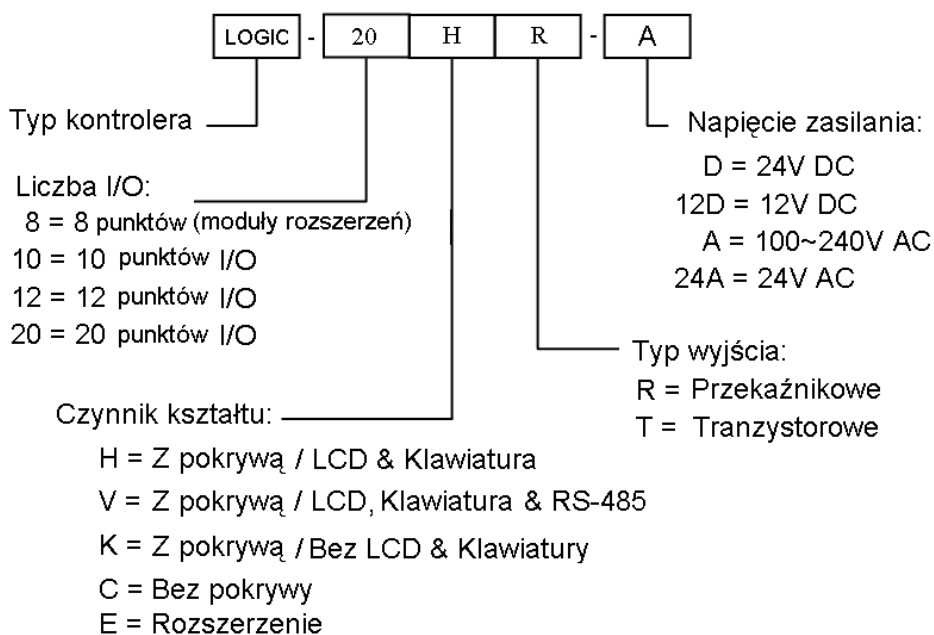 LOGIC - 20 H R - A
Typ kontrolera
Napięcie zasilania:
D = 24V DC
12D = 12V DC
A = 100~240V AC
24A = 24V AC
Liczba I/O:
8 = 8 punktów (moduły rozszerzeń)
10 = 10 punktów I/O
12 = 12 punktów I/O
20 = 20 punktów I/O
Typ wyjścia:
R = Przekaźnikowe
T = Tranzystorowe
Czynnik kształtu:
H = Z pokrywą / LCD & Klawiatura
V = Z pokrywą / LCD, Klawiatura & RS-485
K = Z pokrywą / Bez LCD & Klawiatury
C = Bez pokrywy
E = Rozszerzenie